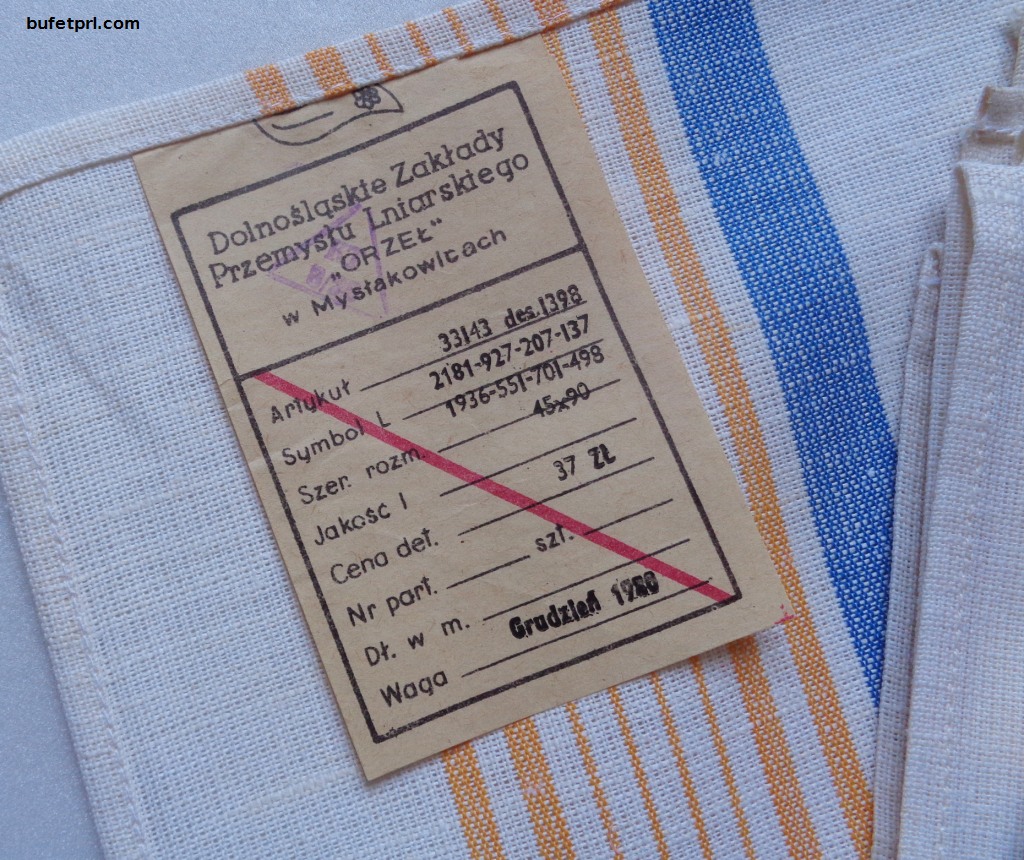 bufetprl.com
Dolnośląskie Zakłady
Przemysłu Lniarskiego
"ORZEŁ"
w Mysłakowicach
33143 des.1398
Artykuł 2181-927-207-137
Symbol L 1936-551-701-498
Szer. rozm. 45x90
Jakość I
Cena det. 37 ZŁ
Nr part. szt.
Dł. w m.
Waga Grudzień